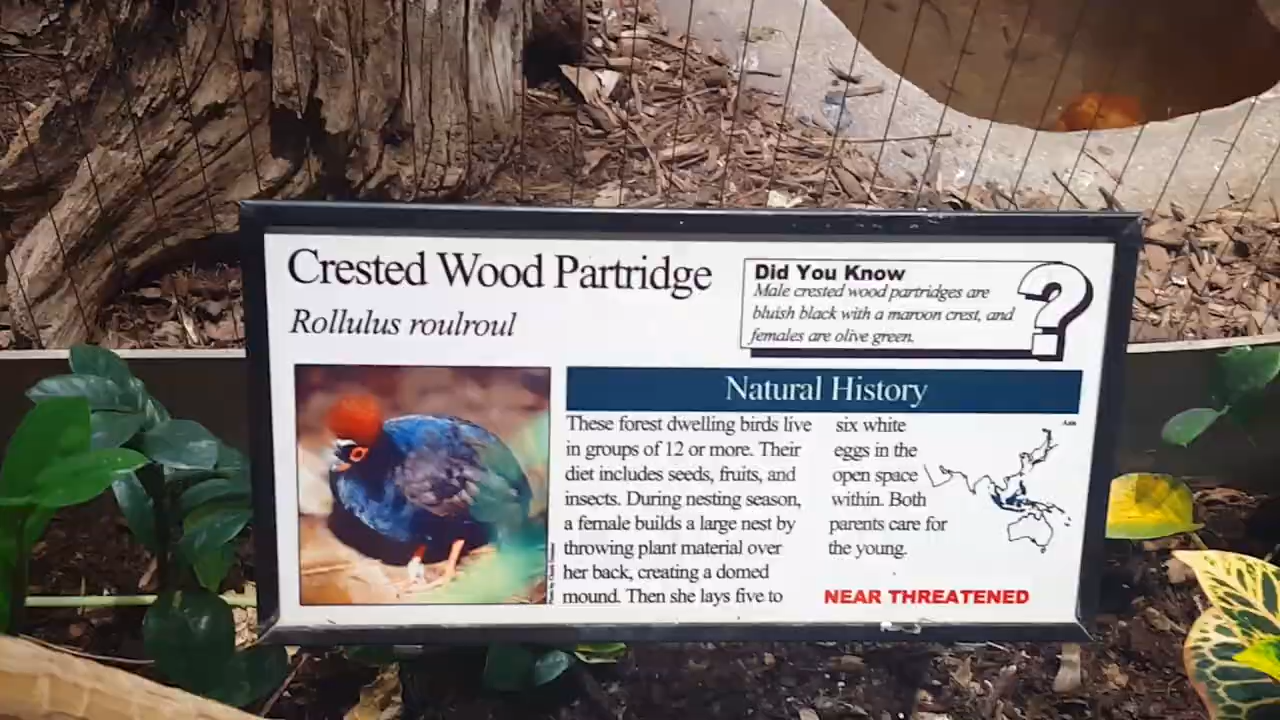 Crested Wood Partridge
Rollulus roulroul
Did You Know
Male crested wood partridges are
bluish black with a maroon crest, and
females are olive green.
?
Natural History
These forest dwelling birds live
in groups of 12 or more. Their
diet includes seeds, fruits, and
insects. During nesting season,
a female builds a large nest by
throwing plant material over
her back, creating a domed
mound. Then she lays five to
six white
eggs in the
open space
within. Both
parents care for
the young.
Asia
NEAR THREATENED